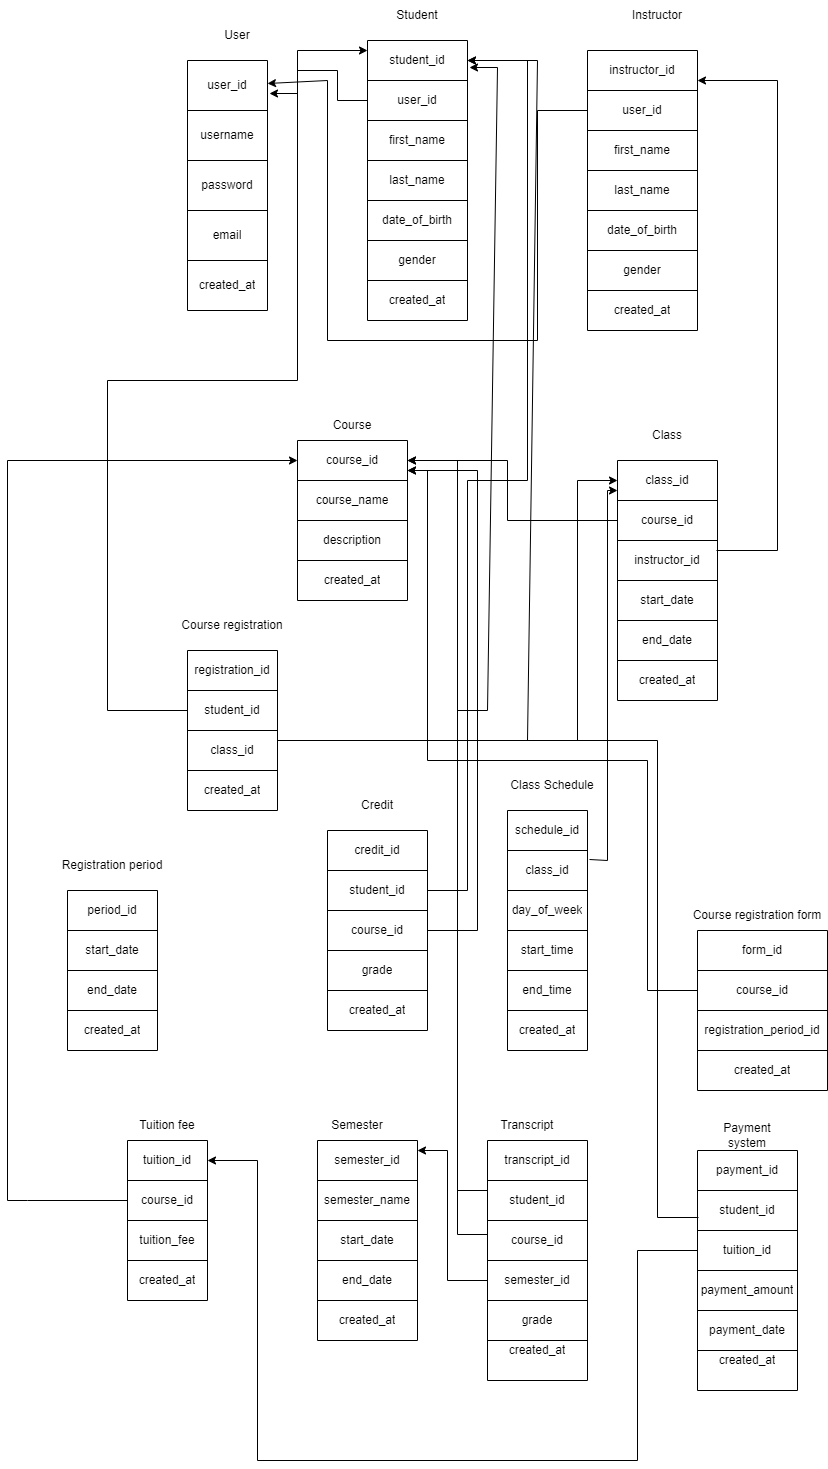 User
user_id
username
password
email
created_at
Student
student_id
user_id
first_name
last_name
date_of_birth
gender
created_at
Instructor
instructor_id
user_id
first_name
last_name
date_of_birth
gender
created_at
Course
course_id
course_name
description
created_at
Class
class_id
course_id
instructor_id
start_date
end_date
created_at
Course registration
registration_id
student_id
class_id
created_at
Credit
credit_id
student_id
course_id
grade
created_at
Class Schedule
schedule_id
class_id
day_of_week
start_time
end_time
created_at
Registration period
period_id
start_date
end_date
created_at
Course registration form
form_id
course_id
registration_period_id
created_at
Tuition fee
tuition_id
course_id
tuition_fee
created_at
Semester
semester_id
semester_name
start_date
end_date
created_at
Transcript
transcript_id
student_id
course_id
semester_id
grade
created_at
Payment
system
payment_id
student_id
tuition_id
payment_amount
payment_date
created_at